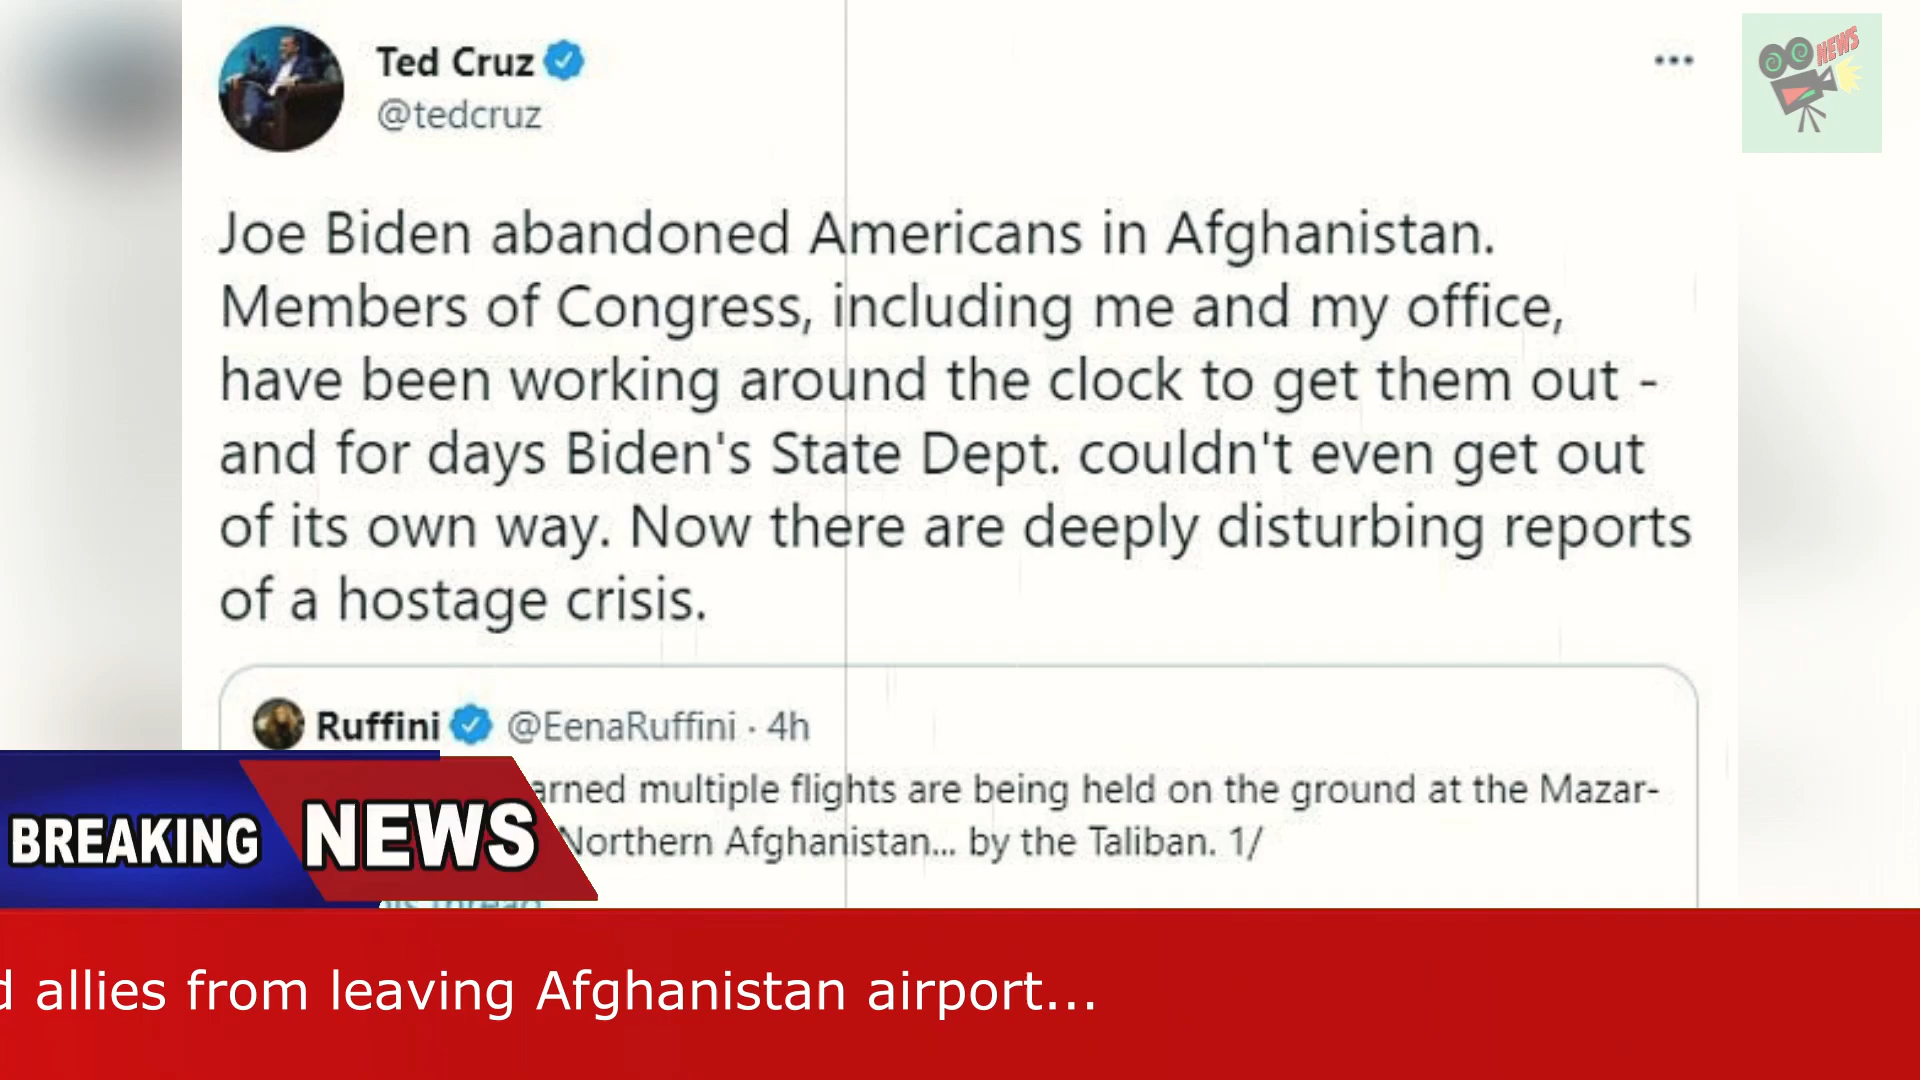 Ted Cruz
@tedcruz
NEWS
Joe Biden abandoned Americans in Afghanistan.
Members of Congress, including me and my office,
have been working around the clock to get them out -
and for days Biden's State Dept. couldn't even get out
of its own way. Now there are deeply disturbing reports
of a hostage crisis.
Ruffini @EenaRuffini · 4h
arned multiple flights are being held on the ground at the Mazar-
Northern Afghanistan... by the Taliban. 1/
BREAKING NEWS
d allies from leaving Afghanistan airport...